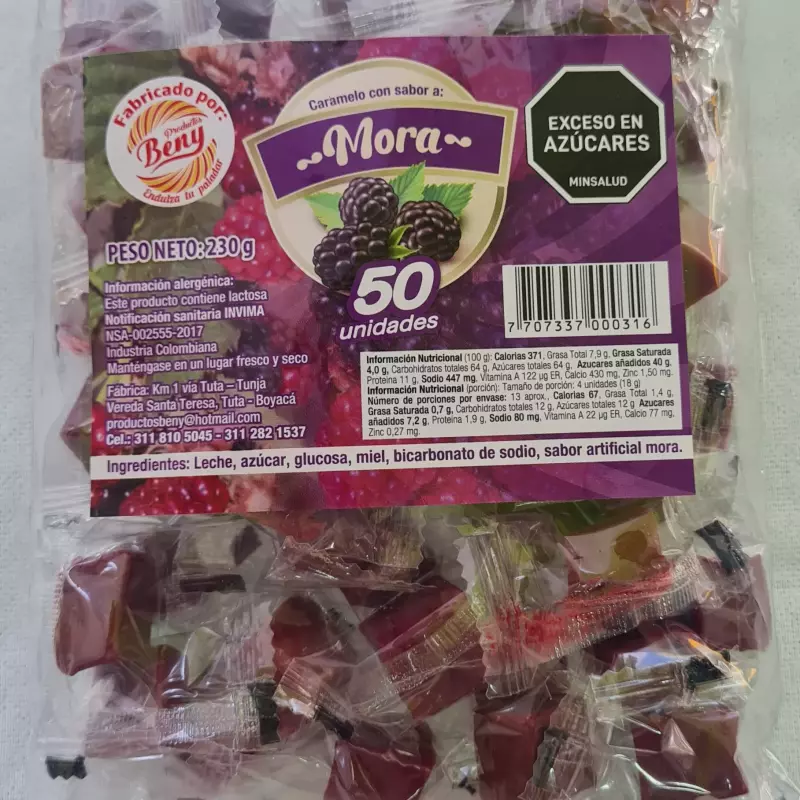 Fabricado por:
Productos
Beny
Endulza tu paladar
Caramelo con sabor a:
~Mora~
EXCESO EN
AZÚCARES
MINSALUD
PESO NETO: 230 g
50
unidades
Información alergénica:
Este producto contiene lactosa
Notificación sanitaria INVIMA
NSA-002555-2017
Industria Colombiana
Manténgase en un lugar fresco y seco
Fábrica: Km 1 vía Tuta – Tunja
Vereda Santa Teresa, Tuta - Boyacá
productosbeny@hotmail.com
Cel.: 311 810 5045 - 311 282 1537
7 707337 000316
Información Nutricional (100 g): Calorias 371, Grasa Total 7,9 g, Grasa Saturada
4,0 g, Carbohidratos totales 64 g, Azúcares totales 64 g, Azucares añadidos 40 g,
Proteina 11 g, Sodio 447 mg, Vitamina A 122 µg ER, Calcio 430 mg, Zinc 1,50 mg.
Información Nutricional (porción): Tamaño de porción: 4 unidades (18 g)
Número de porciones por envase: 13 aprox., Calorias 67, Grasa Total 1,4 g,
Grasa Saturada 0,7 g, Carbohidratos totales 12 g, Azúcares totales 12 g Azucares
añadidos 7,2 g, Proteina 1,9 g, Sodio 80 mg, Vitamina A 22 µg ER, Calcio 77 mg,
Zinc 0,27 mg.
Ingredientes: Leche, azúcar, glucosa, miel, bicarbonato de sodio, sabor artificial mora.